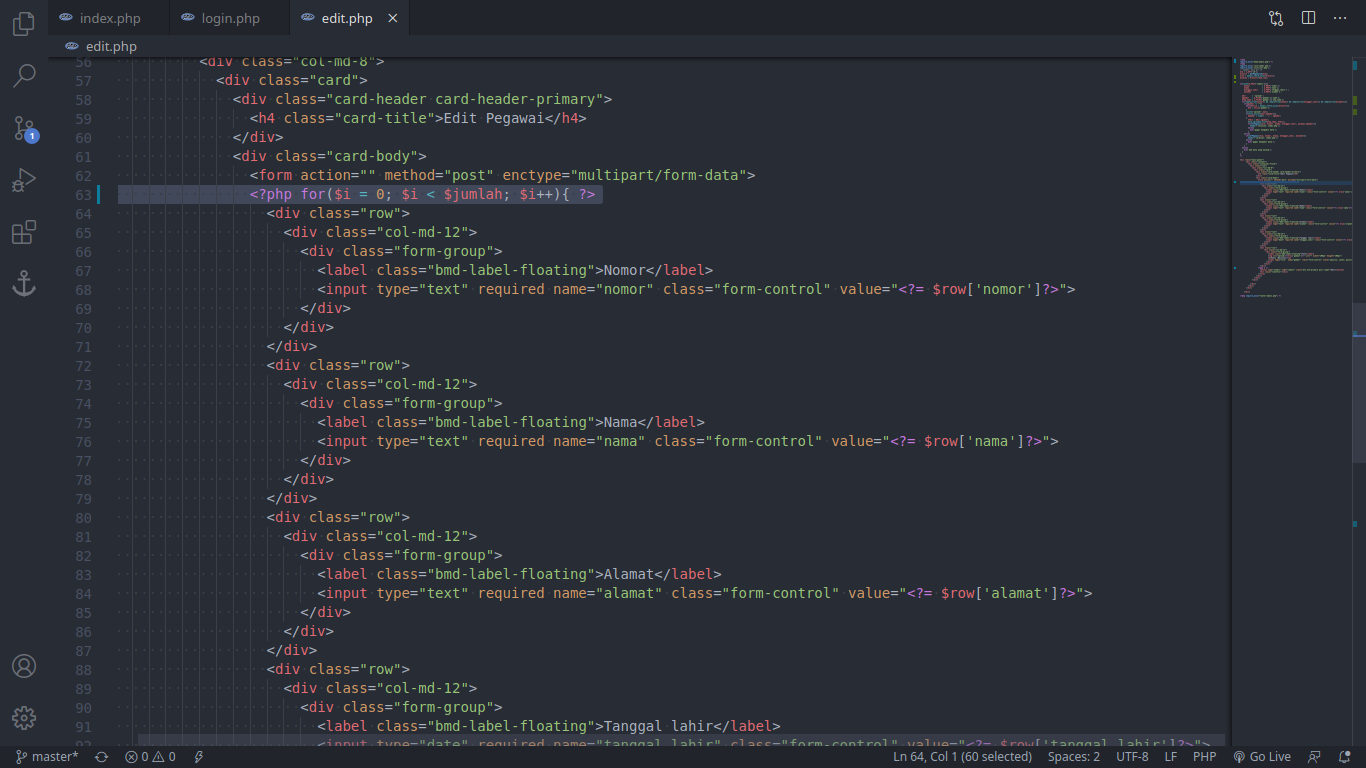 index.php login.php edit.php
edit.php
56 <div class="col-md-8">
57 <div class="card">
58 <div class="card-header card-header-primary">
59 <h4 class="card-title">Edit Pegawai</h4>
60 </div>
61 <div class="card-body">
62 <form action="" method="post" enctype="multipart/form-data">
63 <?php for($i = 0; $i < $jumlah; $i++){ ?>
64 <div class="row">
65 <div class="col-md-12">
66 <div class="form-group">
67 <label class="bmd-label-floating">Nomor</label>
68 <input type="text" required name="nomor" class="form-control" value="<?= $row['nomor']?>">
69 </div>
70 </div>
71 </div>
72 <div class="row">
73 <div class="col-md-12">
74 <div class="form-group">
75 <label class="bmd-label-floating">Nama</label>
76 <input type="text" required name="nama" class="form-control" value="<?= $row['nama']?>">
77 </div>
78 </div>
79 </div>
80 <div class="row">
81 <div class="col-md-12">
82 <div class="form-group">
83 <label class="bmd-label-floating">Alamat</label>
84 <input type="text" required name="alamat" class="form-control" value="<?= $row['alamat']?>">
85 </div>
86 </div>
87 </div>
88 <div class="row">
89 <div class="col-md-12">
90 <div class="form-group">
91 <label class="bmd-label-floating">Tanggal lahir</label>
92 <input type="date" required name="tanggal_lahir" class="form-control" value="<?= $row['tanggal_lahir']?>">
1
master* 0 0 Ln 64, Col 1 (60 selected) Spaces: 2 UTF-8 LF PHP Go Live